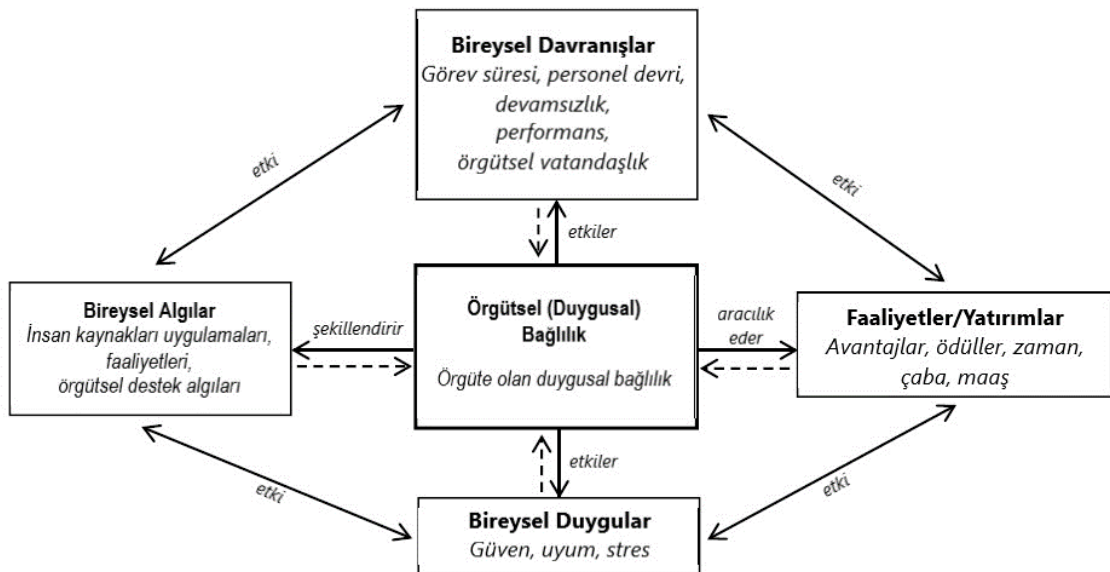 Bireysel Davranışlar
Görev süresi, personel devri,
devamsızlık,
performans,
örgütsel vatandaşlık
etki
etki
etkiler
Bireysel Algılar
İnsan kaynakları uygulamaları,
faaliyetleri,
örgütsel destek algıları
şekillendirir
Örgütsel (Duygusal)
Bağlılık
Örgüte olan duygusal bağlılık
aracılık
eder
Faaliyetler/Yatırımlar
Avantajlar, ödüller, zaman,
çaba, maaş
etkiler
etki
etki
Bireysel Duygular
Güven, uyum, stres